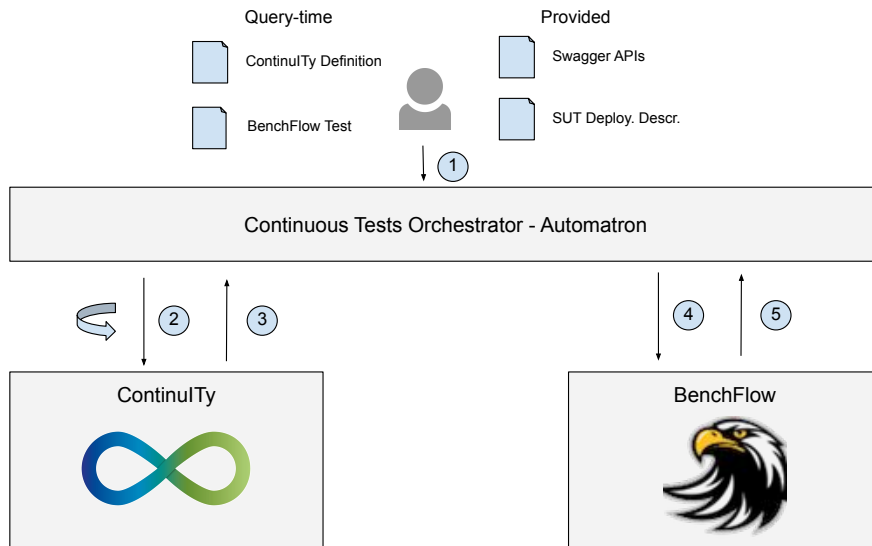 Query-time
Provided
ContinuITy Definition
Swagger APIs
BenchFlow Test
SUT Deploy. Descr.
1
Continuous Tests Orchestrator - Automatron
2
3
4
5
ContinuITy
BenchFlow